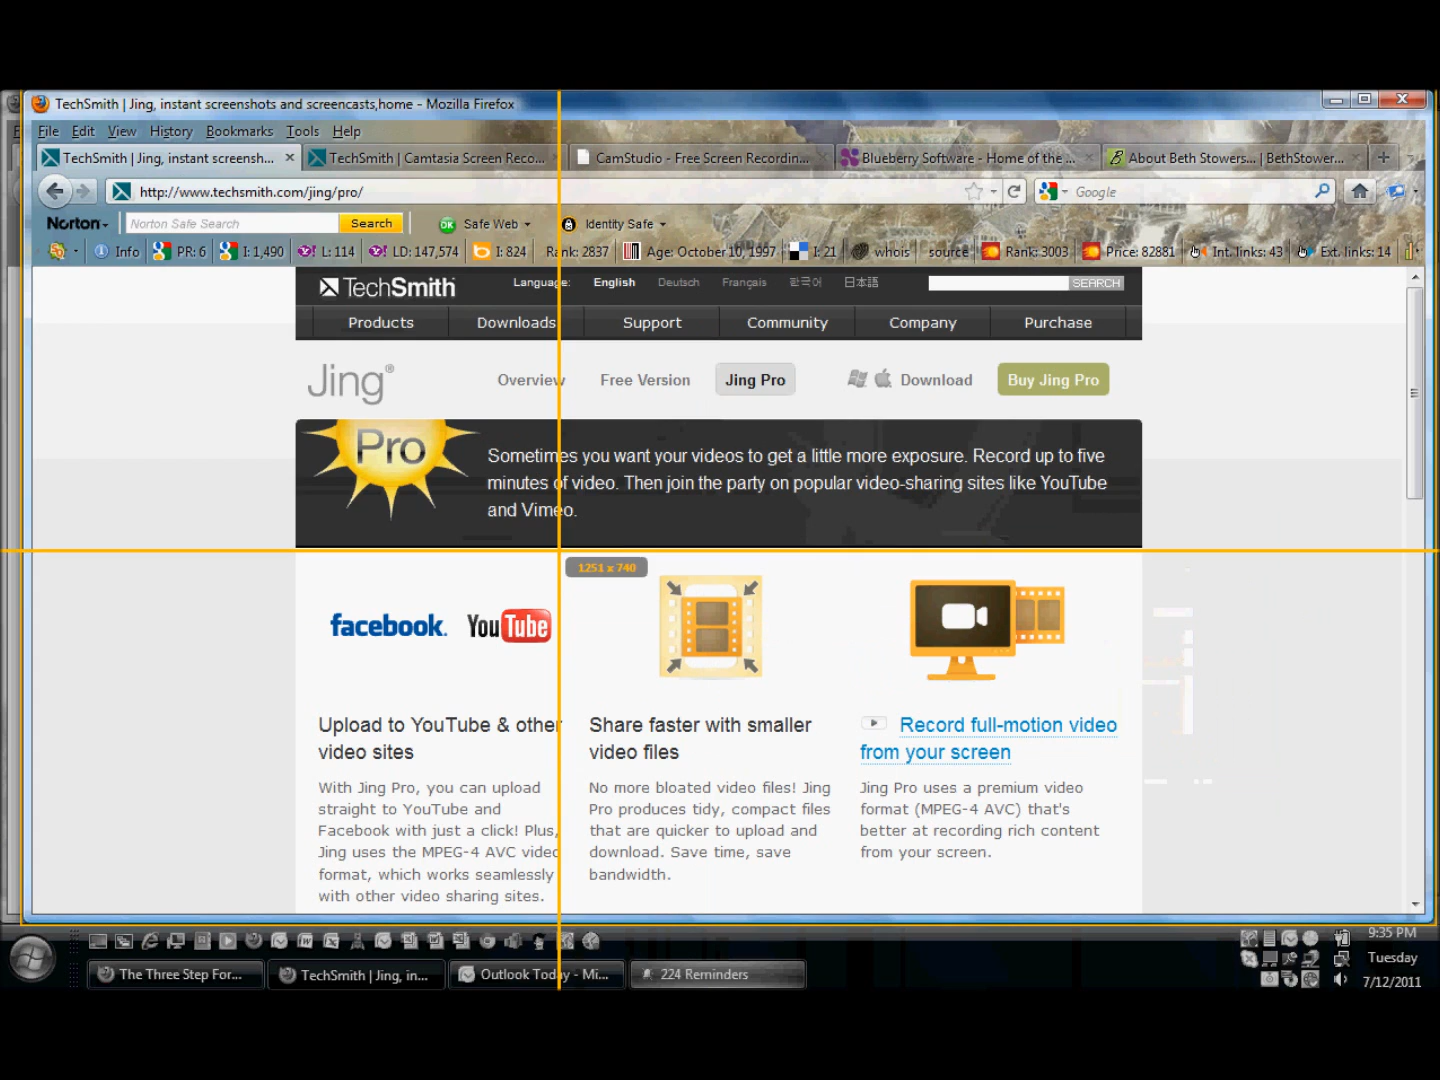 TechSmith | Jing, instant screenshots and screencasts,home - Mozilla Firefox
File Edit View History Bookmarks Tools Help
TechSmith | Jing, instant screensh... TechSmith | Camtasia Screen Reco... CamStudio - Free Screen Recordin... Blueberry Software - Home of the ... About Beth Stowers... | BethStower...
http://www.techsmith.com/jing/pro/ Google
Norton Norton Safe Search Search OK Safe Web Identity Safe
Info PR: 6 I: 1,490 L: 114 LD: 147,574 I: 824 Rank: 2837 Age: October 10, 1997 I: 21 whois source Rank: 3003 Price: 82881 Int. links: 43 Ext. links: 14
TechSmith Language: English Deutsch Français 한국어 日本語 SEARCH
Products Downloads Support Community Company Purchase
Jing® Overview Free Version Jing Pro Download Buy Jing Pro
Pro
Sometimes you want your videos to get a little more exposure. Record up to five
minutes of video. Then join the party on popular video-sharing sites like YouTube
and Vimeo.
1251 x 740
facebook. YouTube
Upload to YouTube & other
video sites
With Jing Pro, you can upload
straight to YouTube and
Facebook with just a click! Plus,
Jing uses the MPEG-4 AVC video
format, which works seamlessly
with other video sharing sites.
Share faster with smaller
video files
No more bloated video files! Jing
Pro produces tidy, compact files
that are quicker to upload and
download. Save time, save
bandwidth.
Record full-motion video
from your screen
Jing Pro uses a premium video
format (MPEG-4 AVC) that's
better at recording rich content
from your screen.
9:35 PM
Tuesday
7/12/2011
The Three Step For... TechSmith | Jing, in... Outlook Today - Mi... 224 Reminders